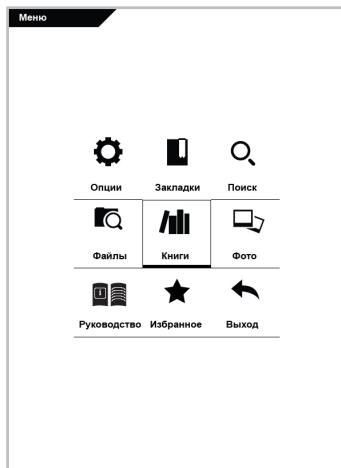 Меню
Опции Закладки Поиск
Файлы Книги Фото
Руководство Избранное Выход